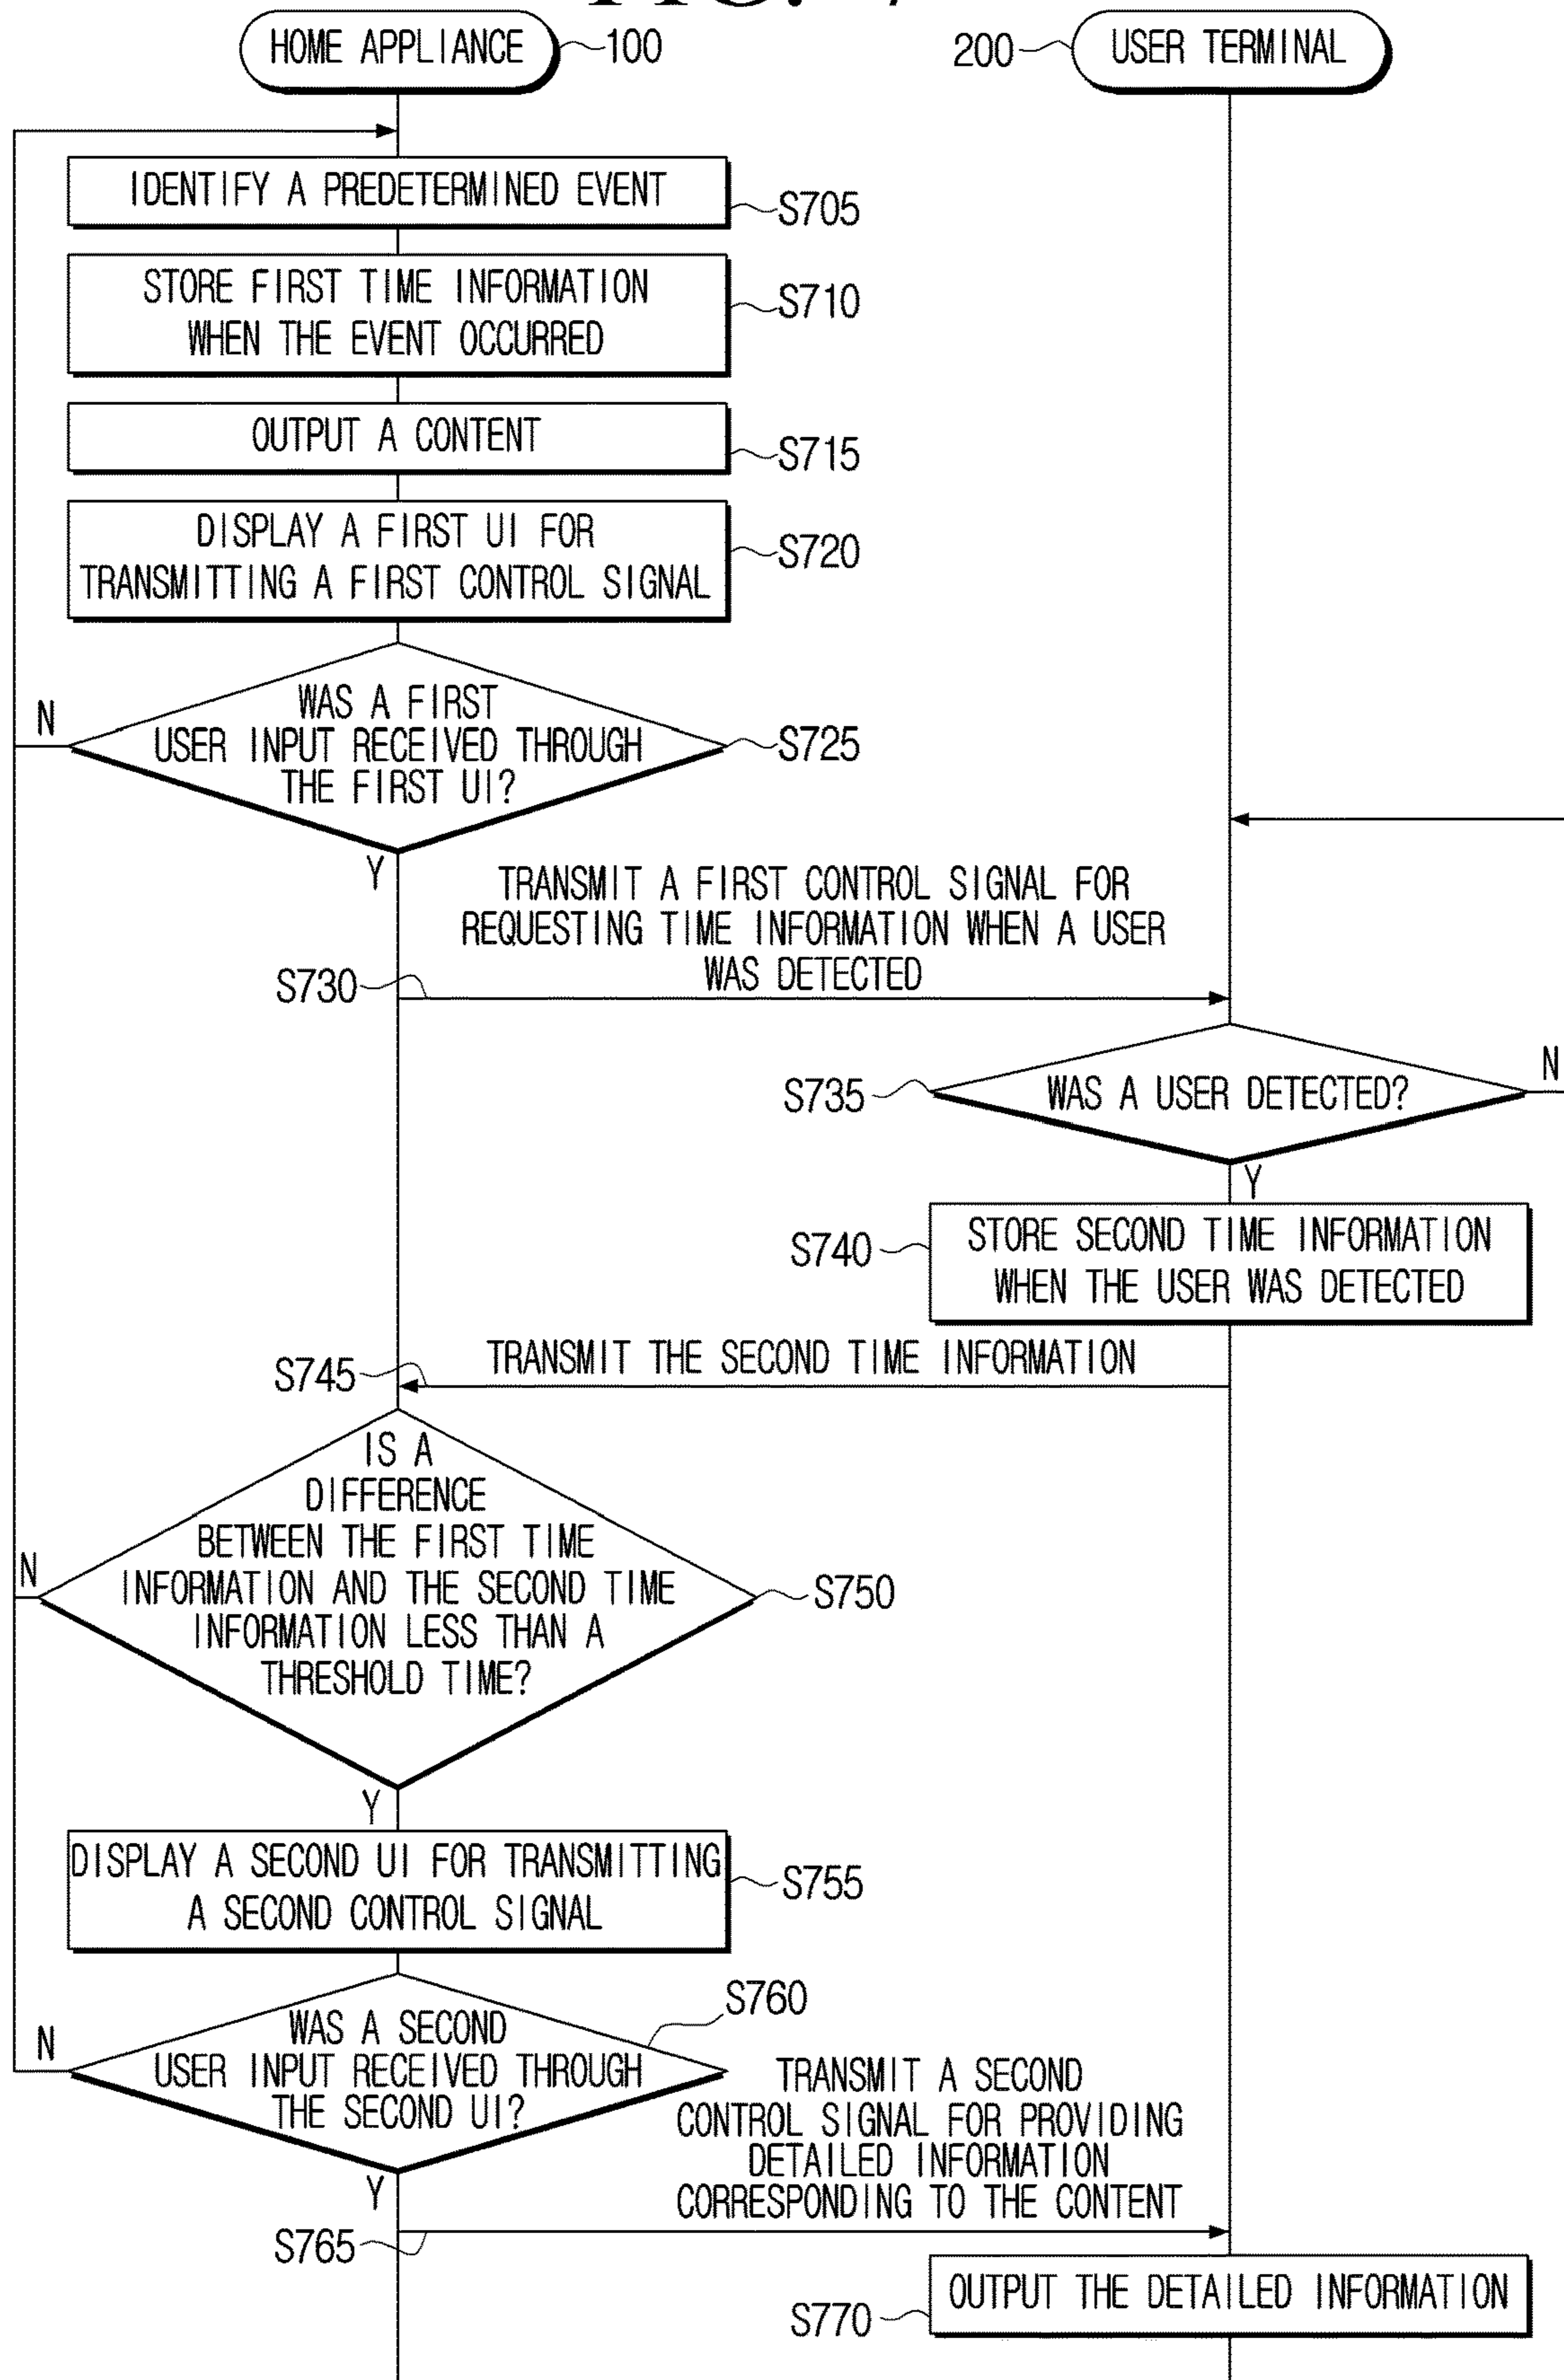 HOME APPLIANCE
100
200
USER TERMINAL
IDENTIFY A PREDETERMINED EVENT
S705
STORE FIRST TIME INFORMATION
WHEN THE EVENT OCCURRED
S710
OUTPUT A CONTENT
S715
DISPLAY A FIRST UI FOR
TRANSMITTING A FIRST CONTROL SIGNAL
S720
WAS A FIRST
USER INPUT RECEIVED THROUGH
THE FIRST UI?
N
S725
Y
TRANSMIT A FIRST CONTROL SIGNAL FOR
REQUESTING TIME INFORMATION WHEN A USER
WAS DETECTED
S730
S735
WAS A USER DETECTED?
N
Y
S740
STORE SECOND TIME INFORMATION
WHEN THE USER WAS DETECTED
S745
TRANSMIT THE SECOND TIME INFORMATION
IS A
DIFFERENCE
BETWEEN THE FIRST TIME
INFORMATION AND THE SECOND TIME
INFORMATION LESS THAN A
THRESHOLD TIME?
N
S750
Y
DISPLAY A SECOND UI FOR TRANSMITTING
A SECOND CONTROL SIGNAL
S755
S760
WAS A SECOND
USER INPUT RECEIVED THROUGH
THE SECOND UI?
N
Y
TRANSMIT A SECOND
CONTROL SIGNAL FOR PROVIDING
DETAILED INFORMATION
CORRESPONDING TO THE CONTENT
S765
OUTPUT THE DETAILED INFORMATION
S770